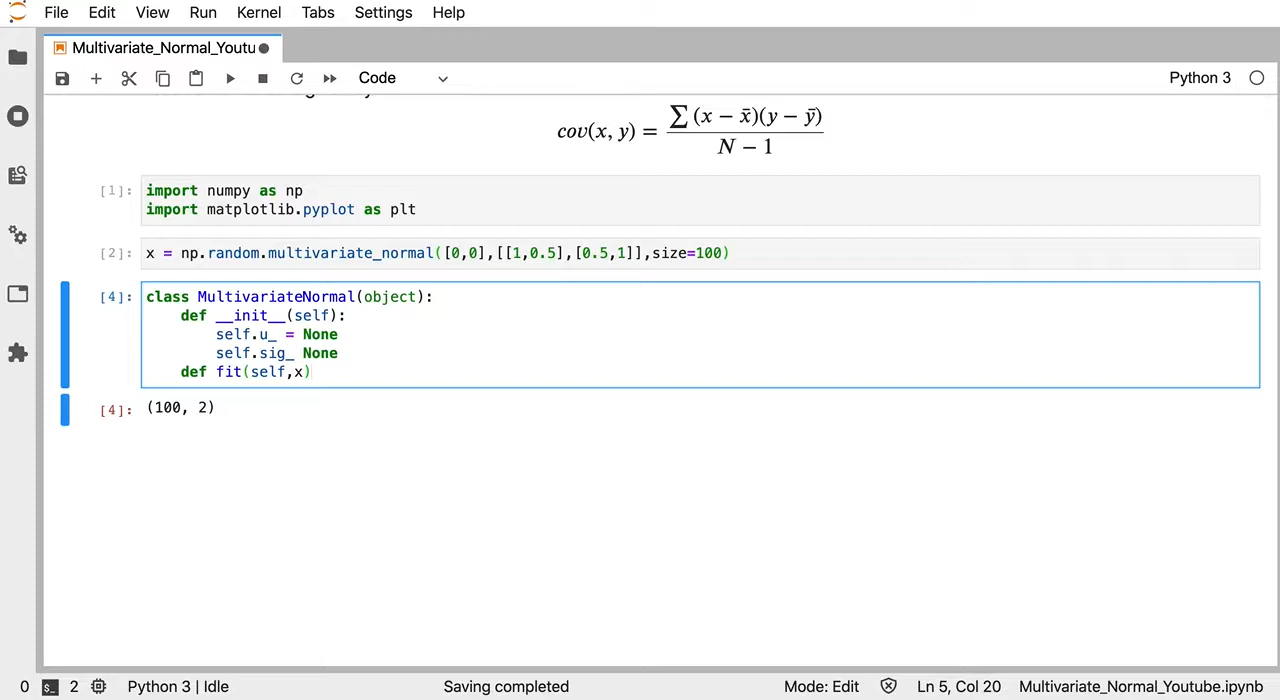 File Edit View Run Kernel Tabs Settings Help
Multivariate_Normal_Youtu
Code Python 3
cov(x, y) = ∑ (x − x̄)(y − ȳ)
N − 1
[1]: import numpy as np
import matplotlib.pyplot as plt
[2]: x = np.random.multivariate_normal([0,0],[[1,0.5],[0.5,1]],size=100)
[4]: class MultivariateNormal(object):
def __init__(self):
self.u_ = None
self.sig_ None
def fit(self,x)
[4]: (100, 2)
0 $_ 2 Python 3 | Idle Saving completed Mode: Edit Ln 5, Col 20 Multivariate_Normal_Youtube.ipynb